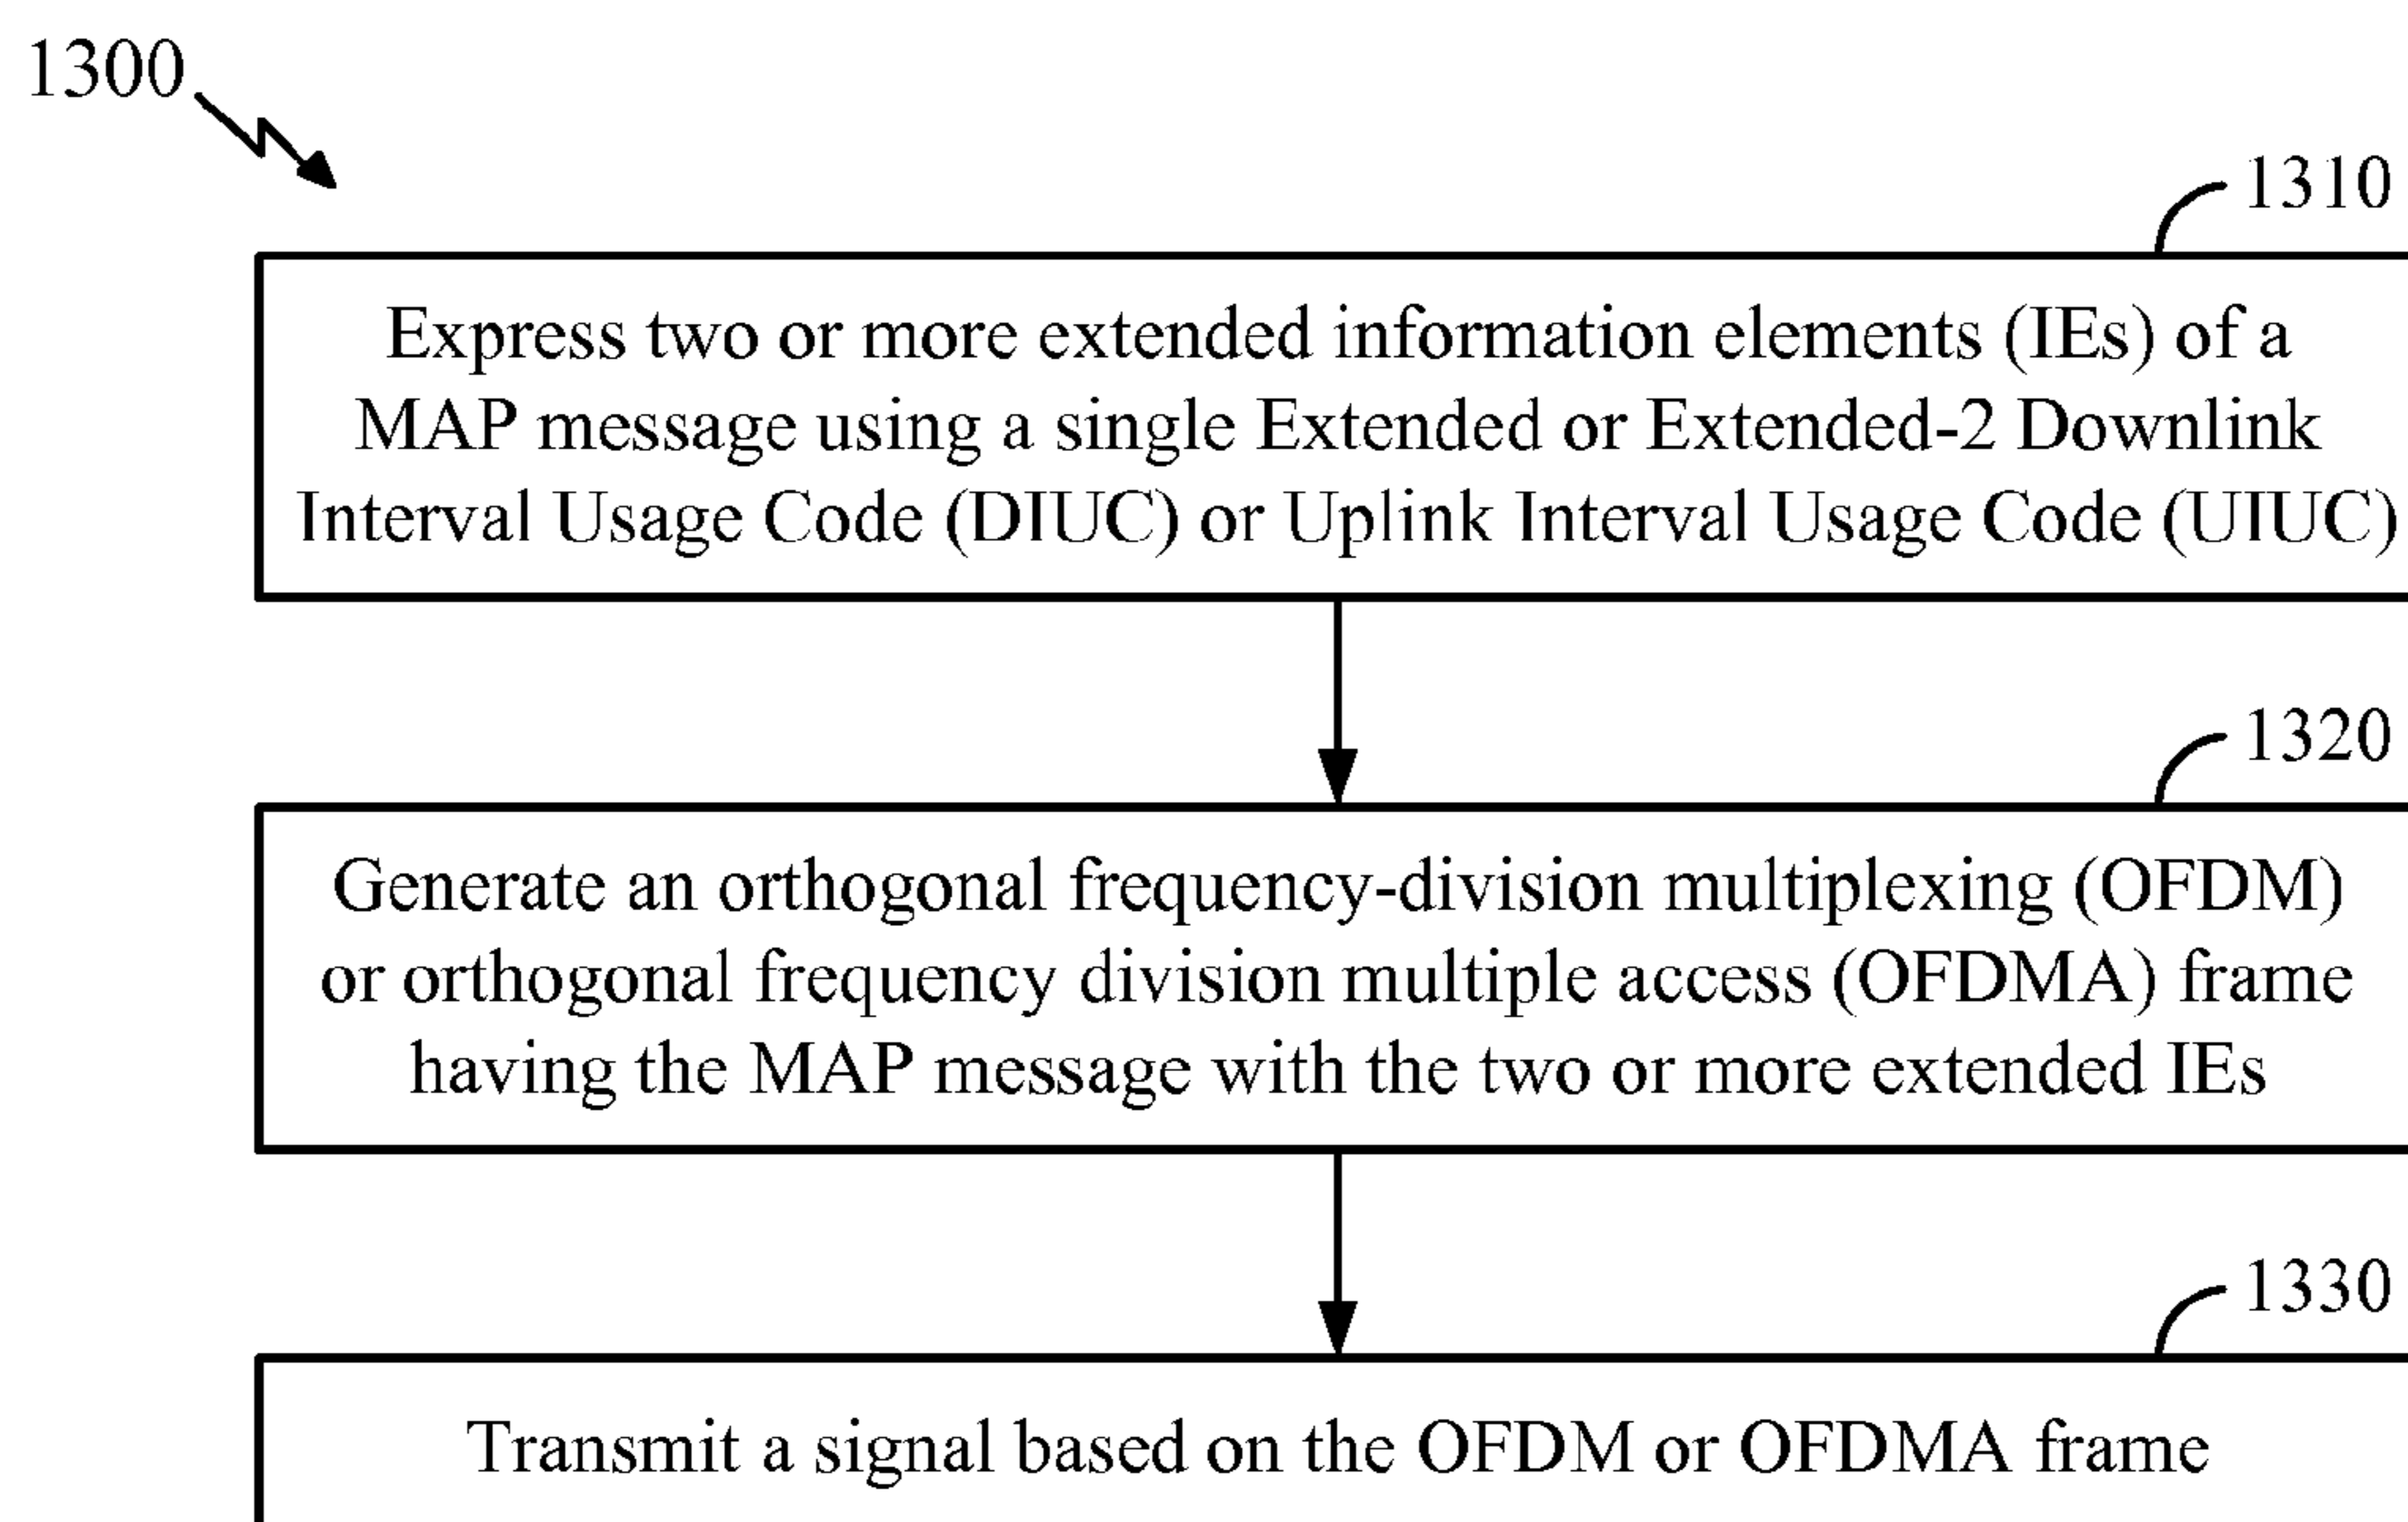 1300
1310
Express two or more extended information elements (IEs) of a
MAP message using a single Extended or Extended-2 Downlink
Interval Usage Code (DIUC) or Uplink Interval Usage Code (UIUC)
1320
Generate an orthogonal frequency-division multiplexing (OFDM)
or orthogonal frequency division multiple access (OFDMA) frame
having the MAP message with the two or more extended IEs
1330
Transmit a signal based on the OFDM or OFDMA frame